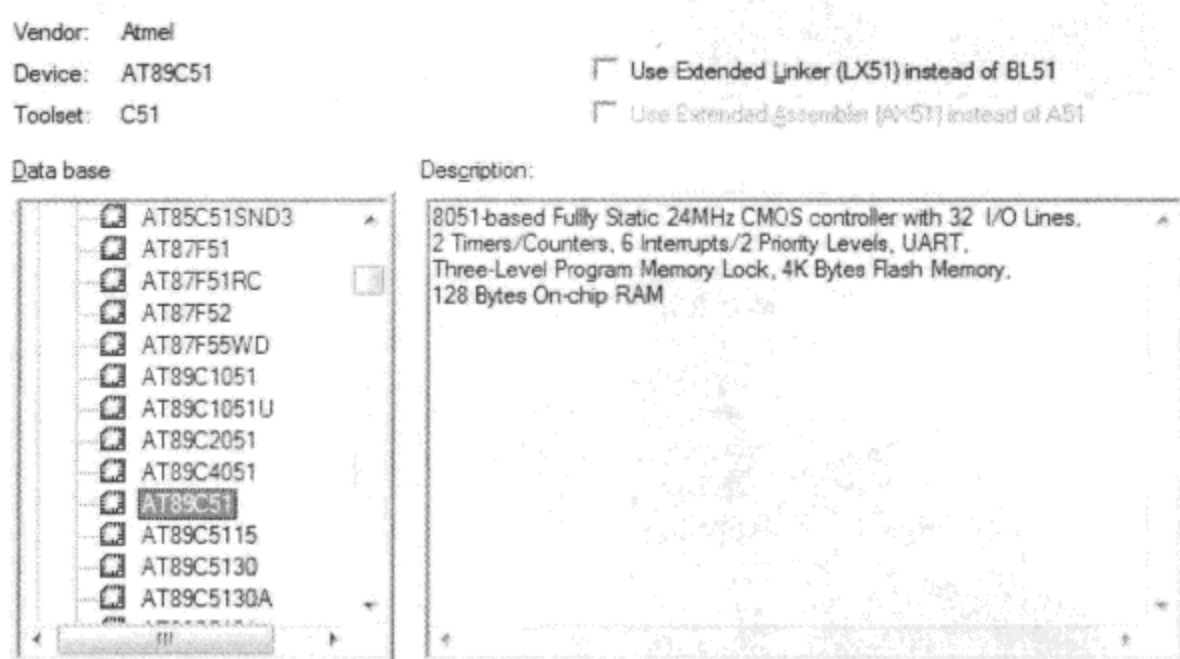 Vendor: Atmel
Device: AT89C51
Toolset: C51
Use Extended Linker (LX51) instead of BL51
Use Extended Assembler (AX51) instead of A51
Data base
AT85C51SND3
AT87F51
AT87F51RC
AT87F52
AT87F55WD
AT89C1051
AT89C1051U
AT89C2051
AT89C4051
AT89C51
AT89C5115
AT89C5130
AT89C5130A
Description:
8051-based Fullly Static 24MHz CMOS controller with 32 I/O Lines,
2 Timers/Counters, 6 Interrupts/2 Priority Levels, UART,
Three-Level Program Memory Lock, 4K Bytes Flash Memory,
128 Bytes On-chip RAM